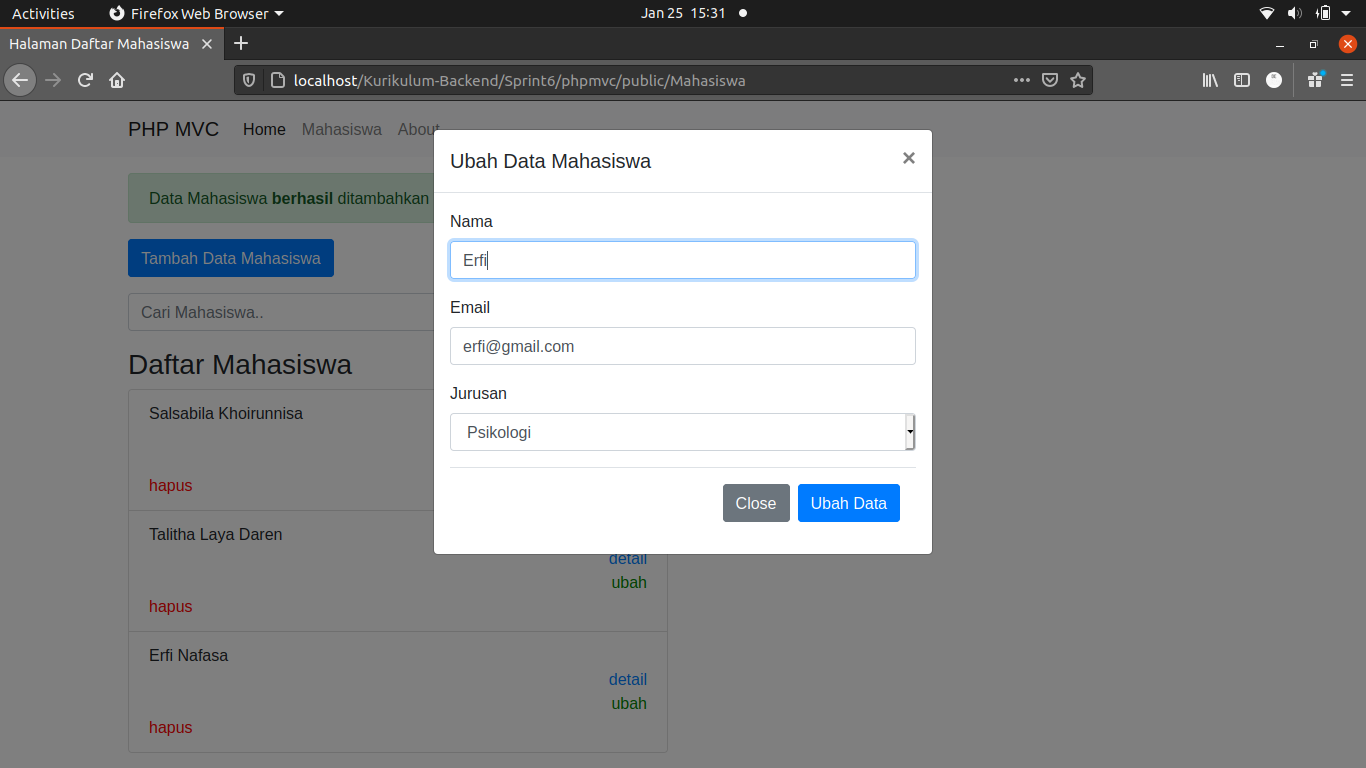 Activities Firefox Web Browser Jan 25 15:31
Halaman Daftar Mahasiswa
localhost/Kurikulum-Backend/Sprint6/phpmvc/public/Mahasiswa
PHP MVC Home Mahasiswa About
Data Mahasiswa berhasil ditambahkan
Tambah Data Mahasiswa
Cari Mahasiswa..
Daftar Mahasiswa
Salsabila Khoirunnisa
hapus
Talitha Laya Daren
detail
ubah
hapus
Erfi Nafasa
detail
ubah
hapus
Ubah Data Mahasiswa
Nama
Erfi
Email
erfi@gmail.com
Jurusan
Psikologi
Close Ubah Data